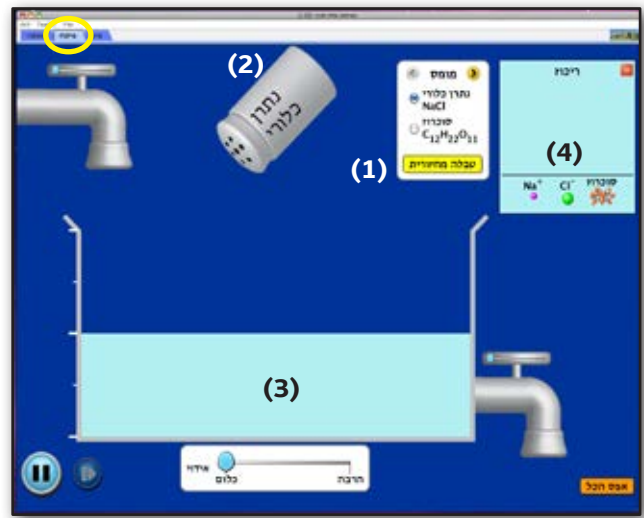 (2)
נתרן
כלורי
מומס
נתרן כלורי
NaCl
סוכרוז
C₁₂H₂₂O₁₁
טבלה מחזורית
(1)
ריכוז
(4)
Na⁺ Cl⁻ סוכרוז
(3)
אידוי
כלום
הרבה
אפס הכל